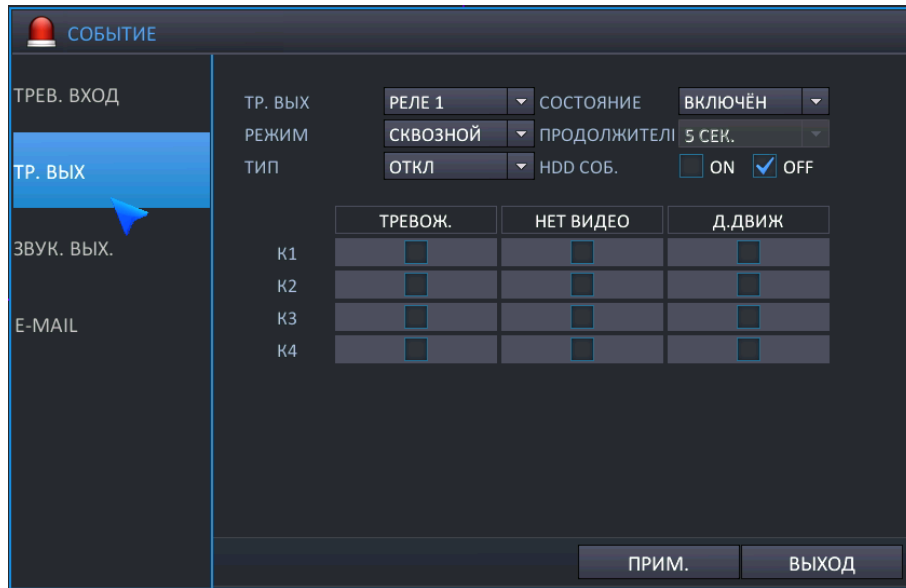 СОБЫТИЕ
ТРЕВ. ВХОД
ТР. ВЫХ
ЗВУК. ВЫХ.
E-MAIL
ТР. ВЫХ РЕЛЕ 1 СОСТОЯНИЕ ВКЛЮЧЁН
РЕЖИМ СКВОЗНОЙ ПРОДОЛЖИТЕЛІ 5 СЕК.
ТИП ОТКЛ HDD СОБ. ON OFF
ТРЕВОЖ. НЕТ ВИДЕО Д.ДВИЖ
К1
К2
К3
К4
ПРИМ. ВЫХОД